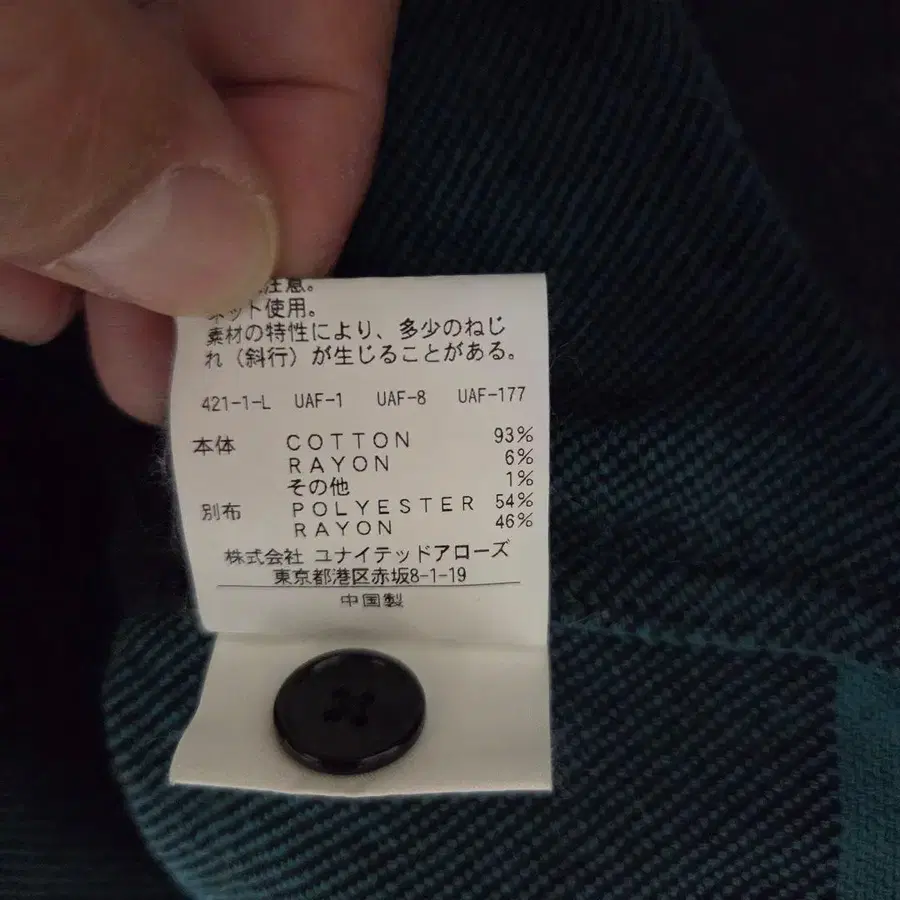 注意。
ネット使用。
素材の特性により、多少のねじ
れ（斜行）が生じることがある。
421-1-L UAF-1 UAF-8 UAF-177
本体 COTTON 93%
RAYON 6%
その他 1%
別布 POLYESTER 54%
RAYON 46%
株式会社 ユナイテッドアローズ
東京都港区赤坂8-1-19
中国製